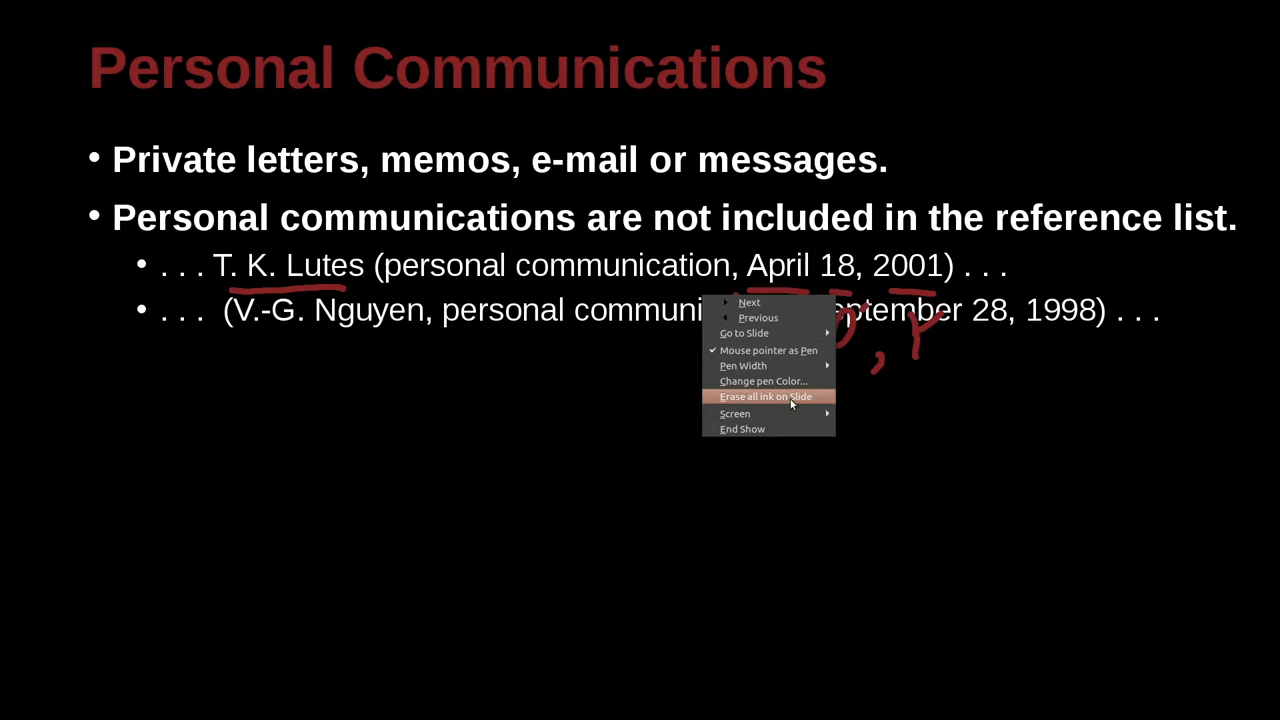 Personal Communications
• Private letters, memos, e-mail or messages.
• Personal communications are not included in the reference list.
• . . . T. K. Lutes (personal communication, April 18, 2001) . . .
• . . . (V.-G. Nguyen, personal communi eptember 28, 1998) . . .
, Y
Next
Previous
Go to Slide
Mouse pointer as Pen
Pen Width
Change pen Color...
Erase all ink on Slide
Screen
End Show